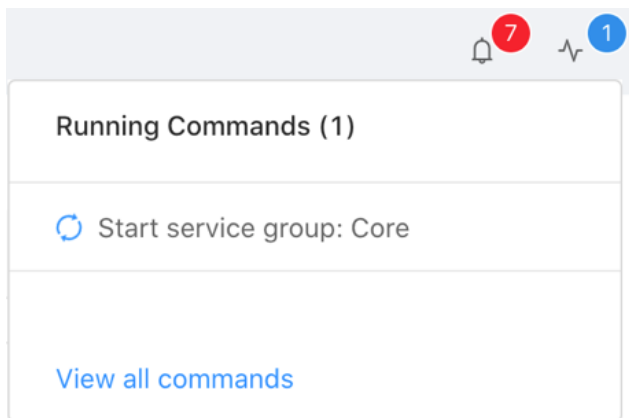 7
1
Running Commands (1)
Start service group: Core
View all commands